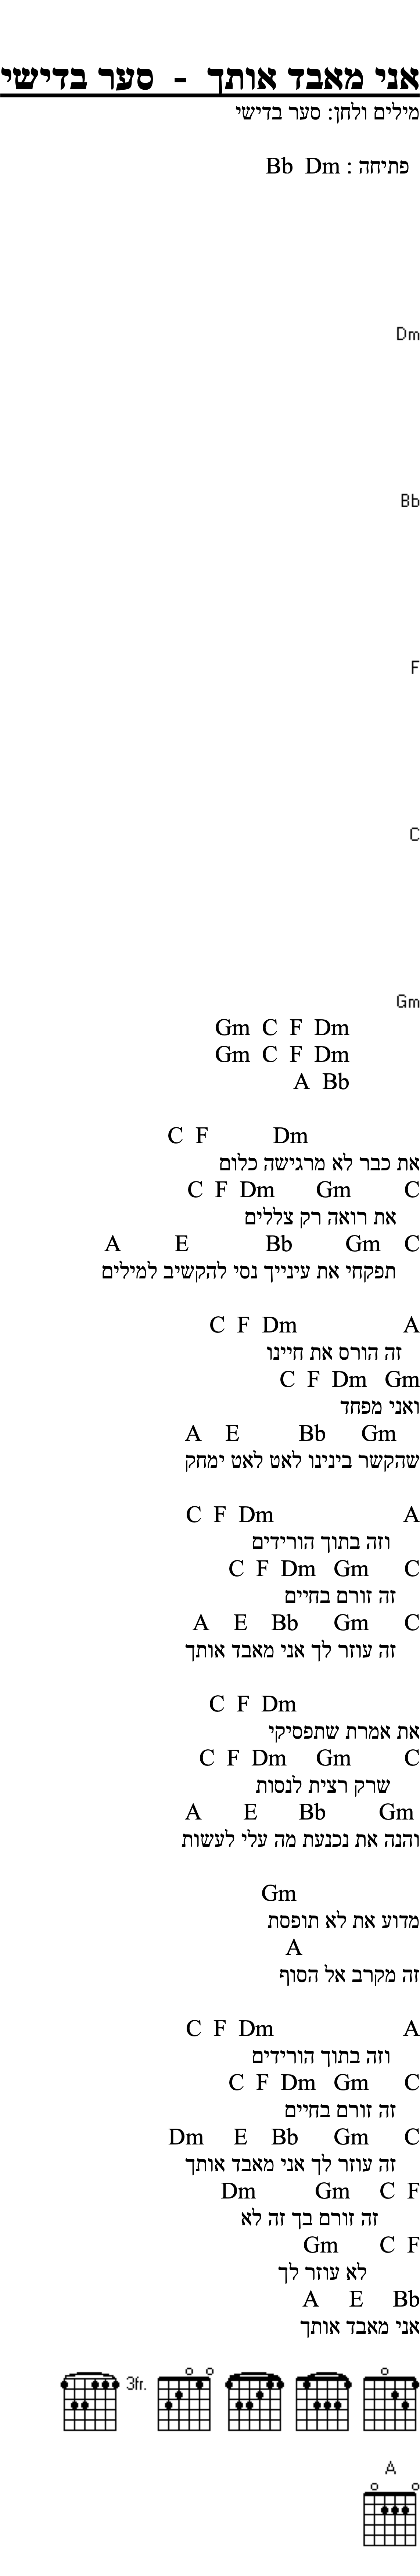 אני מאבד אותך - סער בדישי
מילים ולחן: סער בדישי
פתיחה : Bb Dm
Dm
Bb
F
C
Gm
Gm C F Dm
Gm C F Dm
A Bb
C F Dm
את כבר לא מרגישה כלום
C F Dm Gm C
את רואה רק צללים
A E Bb Gm C
תפקחי את עינייך נסי להקשיב למילים
C F Dm A
זה הורס את חיינו
C F Dm Gm
ואני מפחד
A E Bb Gm
שהקשר בינינו לאט לאט ימחק
C F Dm A
וזה בתוך הורידים
C F Dm Gm C
זה זורם בחיים
A E Bb Gm C
זה עוזר לך אני מאבד אותך
C F Dm
את אמרת שתפסיקי
C F Dm Gm C
שרק רצית לנסות
A E Bb Gm
והנה את נכנעת מה עלי לעשות
Gm
מדוע את לא תופסת
A
זה מקרב אל הסוף
C F Dm A
וזה בתוך הורידים
C F Dm Gm C
זה זורם בחיים
Dm E Bb Gm C
זה עוזר לך אני מאבד אותך
Dm Gm C F
זה זורם בך זה לא
Gm C F
לא עוזר לך
A E Bb
אני מאבד אותך
3fr.
A